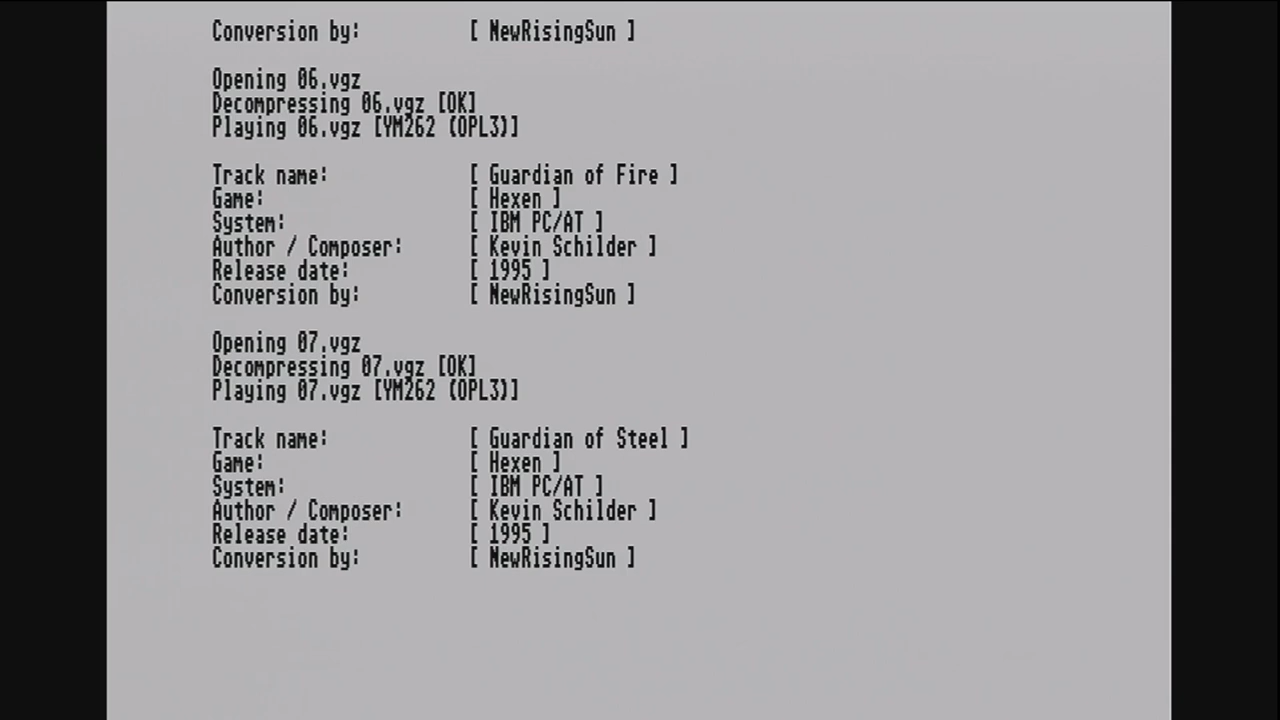 Conversion by: [ NewRisingSun ]
Opening 06.vgz
Decompressing 06.vgz [OK]
Playing 06.vgz [YM262 (OPL3)]
Track name: [ Guardian of Fire ]
Game: [ Hexen ]
System: [ IBM PC/AT ]
Author / Composer: [ Kevin Schilder ]
Release date: [ 1995 ]
Conversion by: [ NewRisingSun ]
Opening 07.vgz
Decompressing 07.vgz [OK]
Playing 07.vgz [YM262 (OPL3)]
Track name: [ Guardian of Steel ]
Game: [ Hexen ]
System: [ IBM PC/AT ]
Author / Composer: [ Kevin Schilder ]
Release date: [ 1995 ]
Conversion by: [ NewRisingSun ]